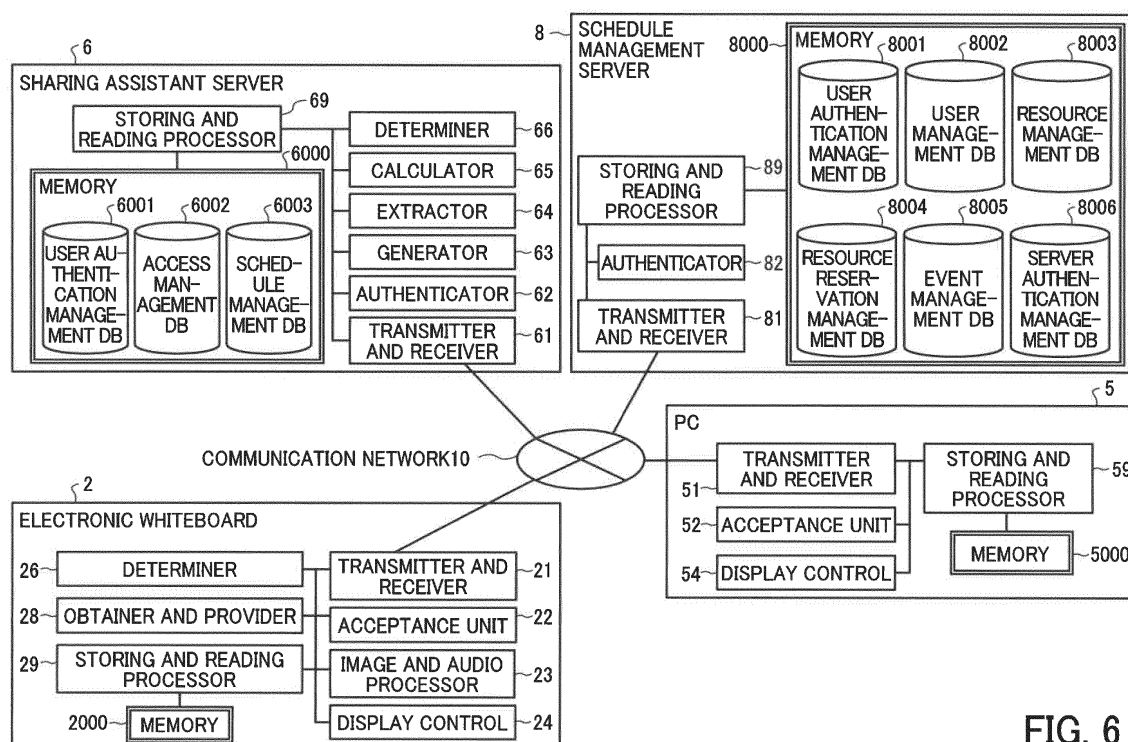 6
SHARING ASSISTANT SERVER
69
STORING AND
READING PROCESSOR
6000
MEMORY
6001
6002
6003
USER AU-
THENTI-
CATION
MANAGE-
MENT DB
ACCESS
MAN-
AGEMENT
DB
SCHED-
ULE
MANAGE-
MENT DB
DETERMINER
66
CALCULATOR
65
EXTRACTOR
64
GENERATOR
63
AUTHENTICATOR
62
TRANSMITTER
AND RECEIVER
61
8
SCHEDULE
MANAGEMENT
SERVER
8000
MEMORY
8001
8002
8003
USER
AUTHEN-
TICATION
MANAGE-
MENT DB
USER
MANAGE-
MENT DB
RESOURCE
MANAGE-
MENT DB
8004
8005
8006
RESOURCE
RESER-
VATION
MANAGE-
MENT DB
EVENT
MANAGE-
MENT DB
SERVER
AUTHEN-
TICATION
MANAGE-
MENT DB
STORING AND
READING
PROCESSOR
89
AUTHENTICATOR
82
TRANSMITTER
AND RECEIVER
81
COMMUNICATION NETWORK10
5
PC
TRANSMITTER
AND RECEIVER
51
ACCEPTANCE UNIT
52
DISPLAY CONTROL
54
STORING AND
READING
PROCESSOR
59
MEMORY
5000
2
ELECTRONIC WHITEBOARD
26
DETERMINER
28
OBTAINER AND PROVIDER
29
STORING AND READING
PROCESSOR
2000
MEMORY
TRANSMITTER AND
RECEIVER
21
ACCEPTANCE UNIT
22
IMAGE AND AUDIO
PROCESSOR
23
DISPLAY CONTROL
24
FIG. 6